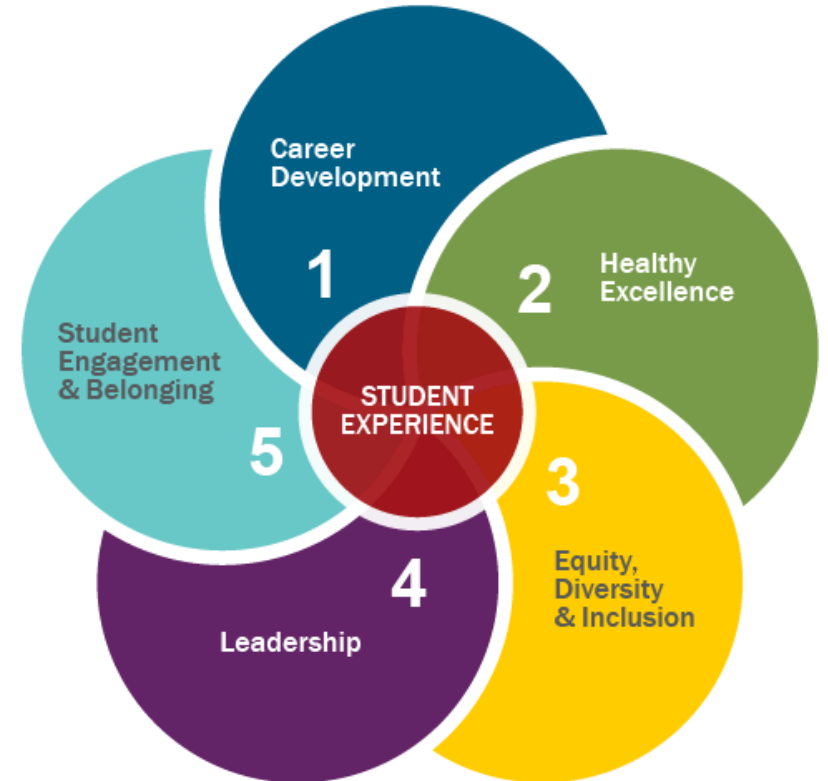 Career
Development
1
2
Healthy
Excellence
3
Equity,
Diversity
& Inclusion
4
Leadership
5
Student
Engagement
& Belonging
STUDENT
EXPERIENCE